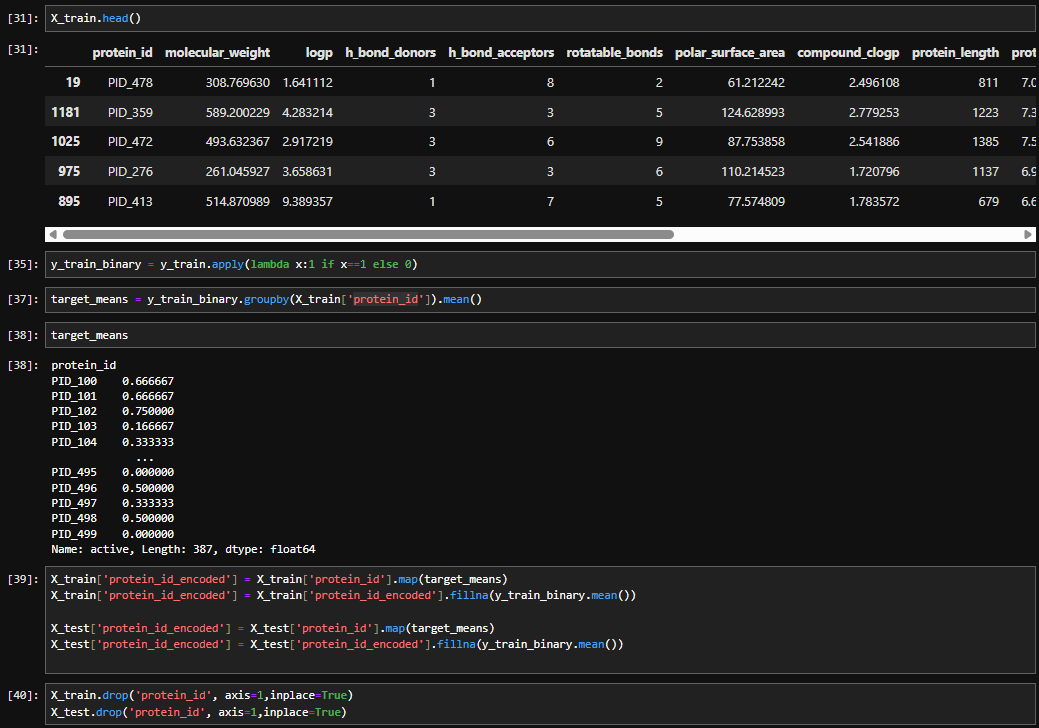 [31]: X_train.head()
[31]:
protein_id molecular_weight logp h_bond_donors h_bond_acceptors rotatable_bonds polar_surface_area compound_clogp protein_length prot
19 PID_478 308.769630 1.641112 1 8 2 61.212242 2.496108 811 7.0
1181 PID_359 589.200229 4.283214 3 3 5 124.628993 2.779253 1223 7.3
1025 PID_472 493.632367 2.917219 3 6 9 87.753858 2.541886 1385 7.5
975 PID_276 261.045927 3.658631 3 3 6 110.214523 1.720796 1137 6.9
895 PID_413 514.870989 9.389357 1 7 5 77.574809 1.783572 679 6.6
[35]: y_train_binary = y_train.apply(lambda x:1 if x==1 else 0)
[37]: target_means = y_train_binary.groupby(X_train['protein_id']).mean()
[38]: target_means
[38]: protein_id
PID_100 0.666667
PID_101 0.666667
PID_102 0.750000
PID_103 0.166667
PID_104 0.333333
...
PID_495 0.000000
PID_496 0.500000
PID_497 0.333333
PID_498 0.500000
PID_499 0.000000
Name: active, Length: 387, dtype: float64
[39]: X_train['protein_id_encoded'] = X_train['protein_id'].map(target_means)
X_train['protein_id_encoded'] = X_train['protein_id_encoded'].fillna(y_train_binary.mean())
X_test['protein_id_encoded'] = X_test['protein_id'].map(target_means)
X_test['protein_id_encoded'] = X_test['protein_id_encoded'].fillna(y_train_binary.mean())
[40]: X_train.drop('protein_id', axis=1,inplace=True)
X_test.drop('protein_id', axis=1,inplace=True)